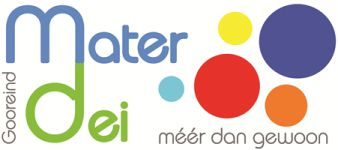 Mater
dei
Gooreind
méér dan gewoon